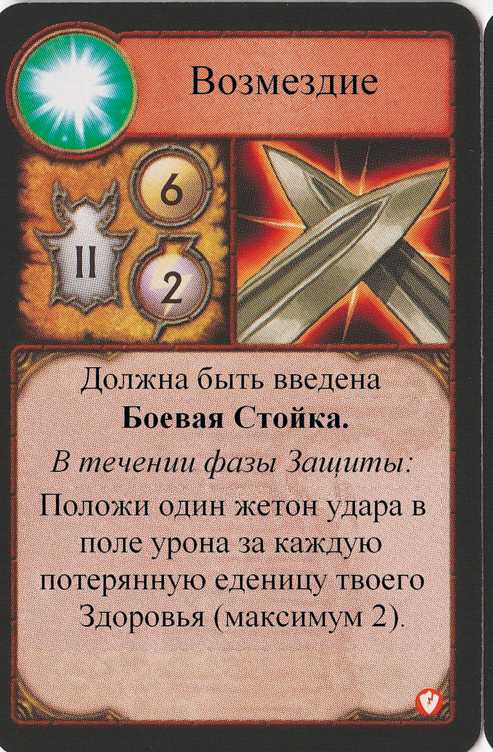 Возмездие
6
II
2
Должна быть введена
Боевая Стойка.
В течении фазы Защиты:
Положи один жетон удара в
поле урона за каждую
потерянную еденицу твоего
Здоровья (максимум 2).